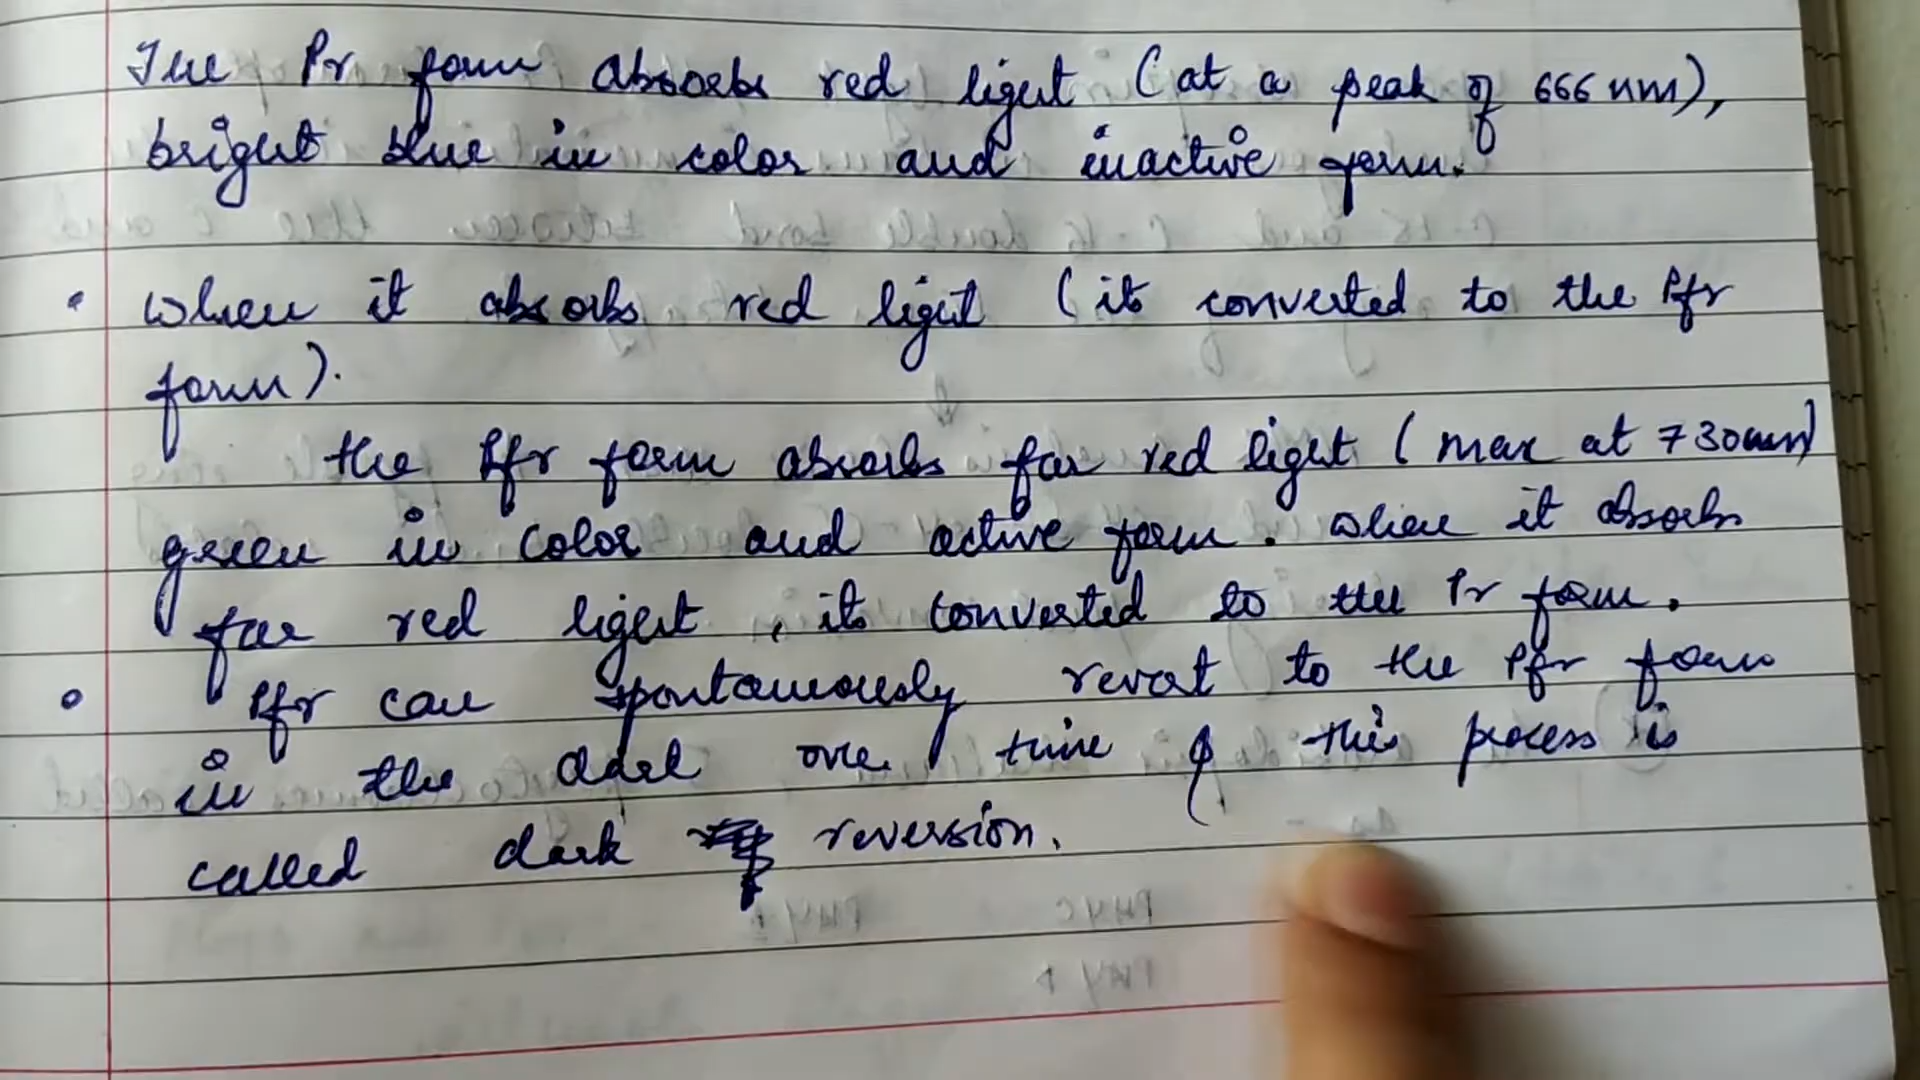 The Pr form absorbs red light (at a peak of 666 nm),
bright blue in color and inactive form.
• When it absorbs red light (its converted to the Pfr
form).
the Pfr form absorbs far red light (max at 730nm)
green in color and active form. When it absorbs
far red light, its converted to the Pr form.
• Pfr can spontaneously revert to the Pfr form
in the dark over time & this process is
called dark reversion.